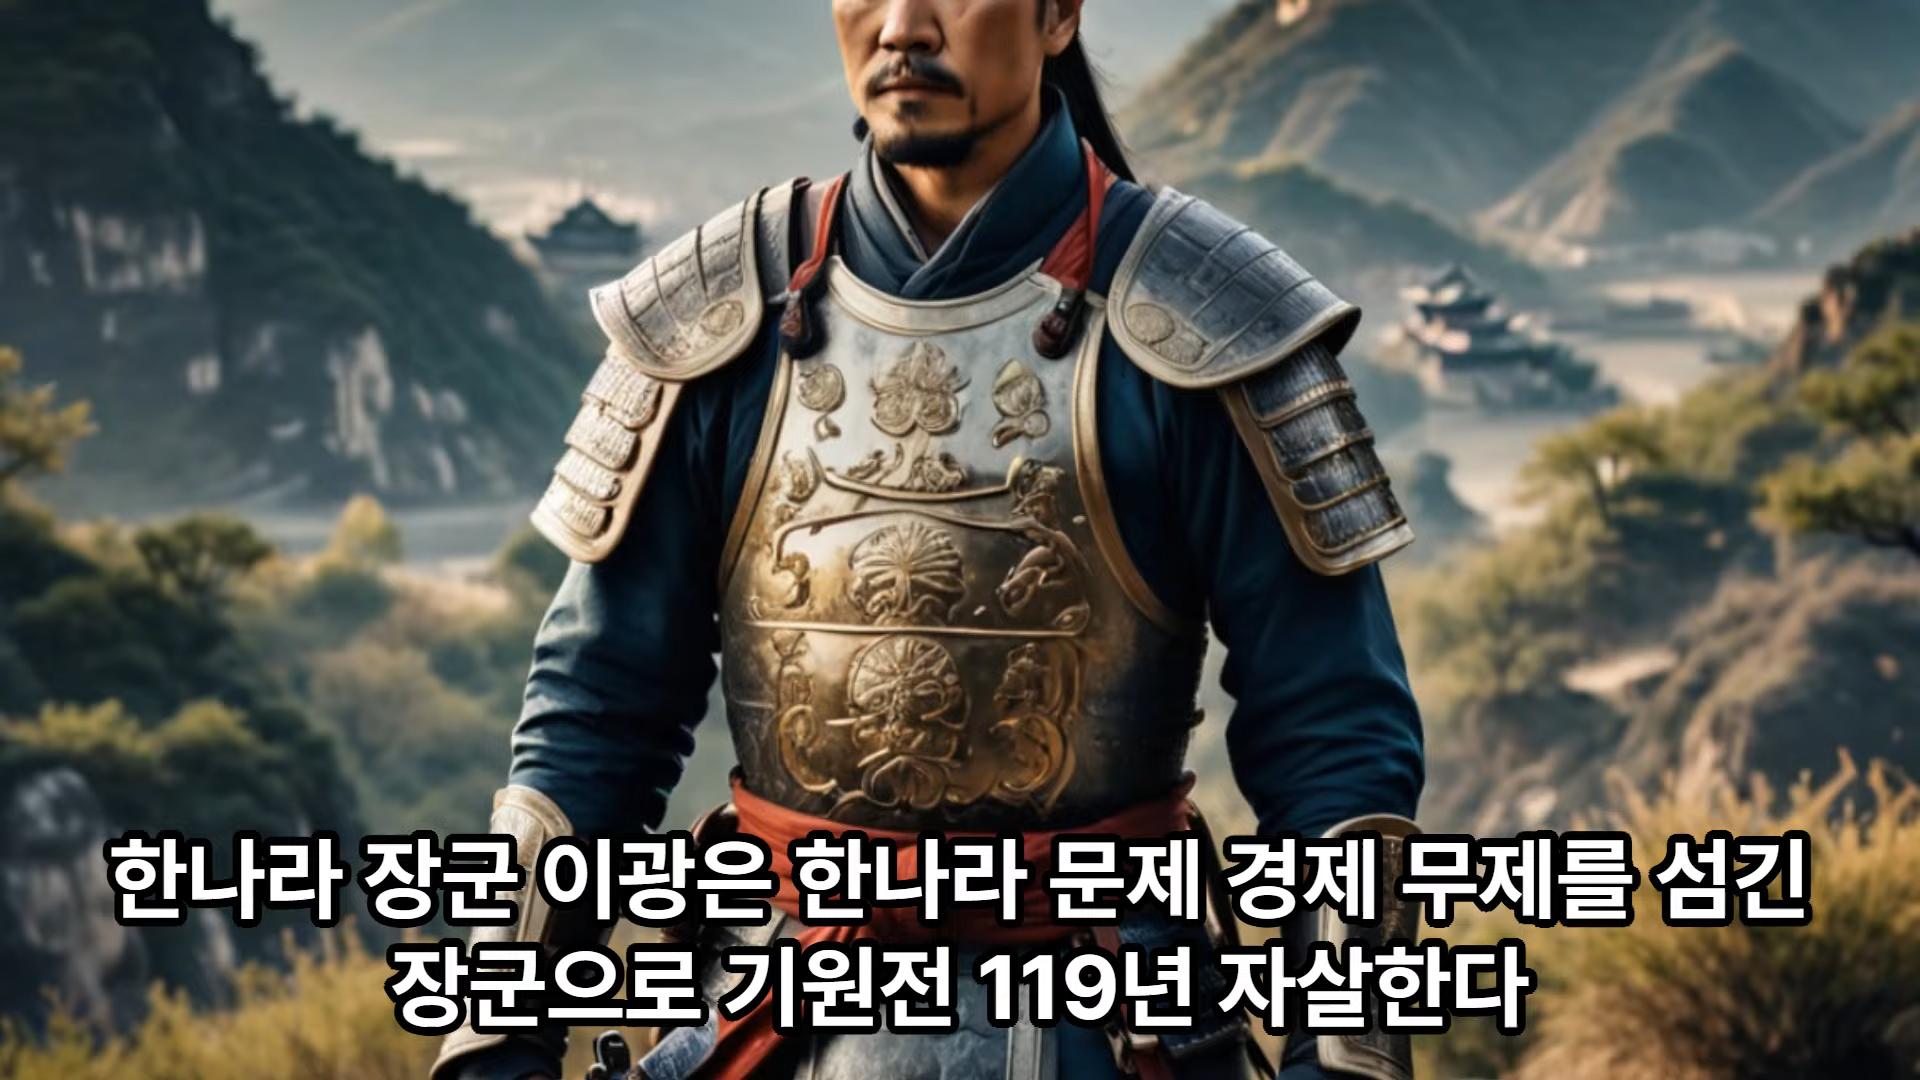 한나라 장군 이광은 한나라 문제 경제 무제를 섬긴
장군으로 기원전 119년 자살한다